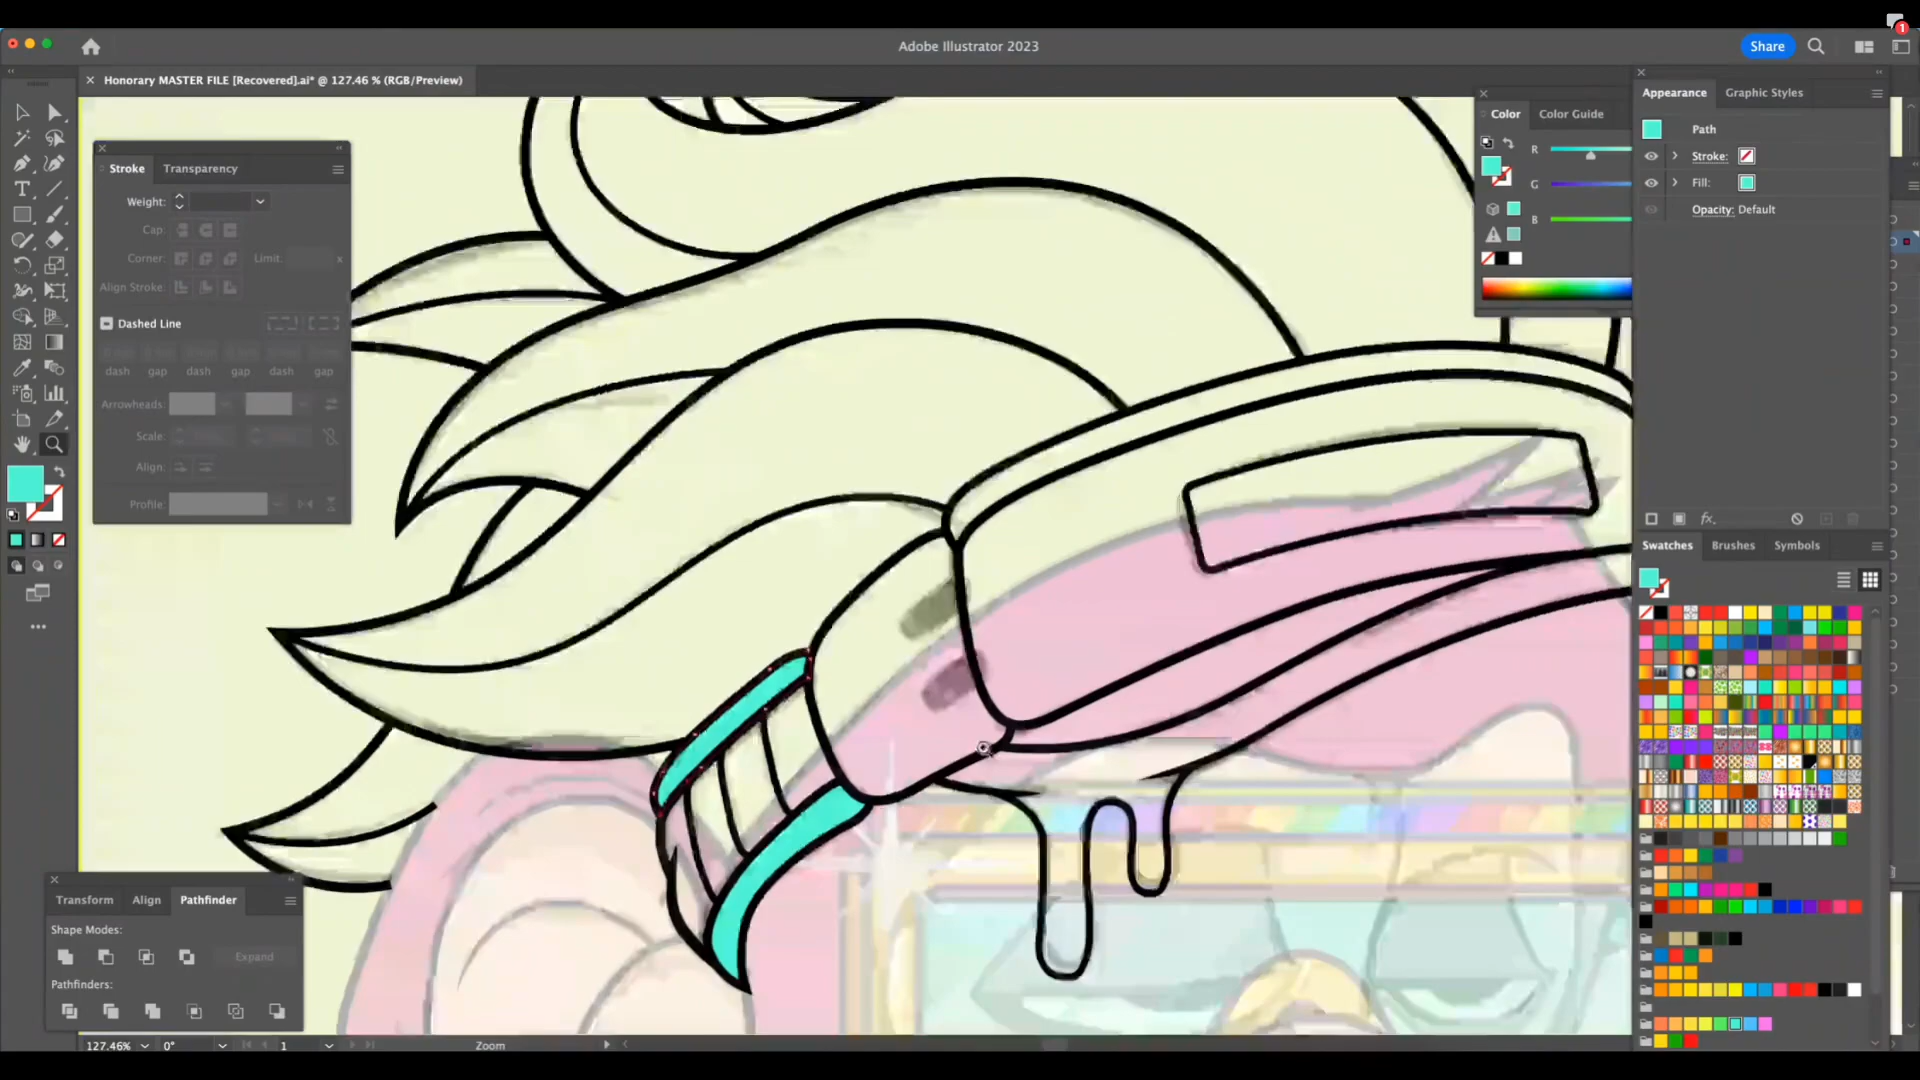 1
Adobe Illustrator 2023
Share
Honorary MASTER FILE [Recovered].ai* @ 127.46 % (RGB/Preview)
Stroke
Transparency
Weight:
Cap:
Corner:
Limit:
x
Align Stroke:
Dashed Line
dash
gap
dash
gap
dash
gap
Arrowheads:
Scale:
Align:
Profile:
Color
Color Guide
R
G
B
Appearance
Graphic Styles
Path
Stroke:
Fill:
Opacity: Default
fx.
Swatches
Brushes
Symbols
Transform
Align
Pathfinder
Shape Modes:
Expand
Pathfinders:
127.46%
0°
1
Zoom